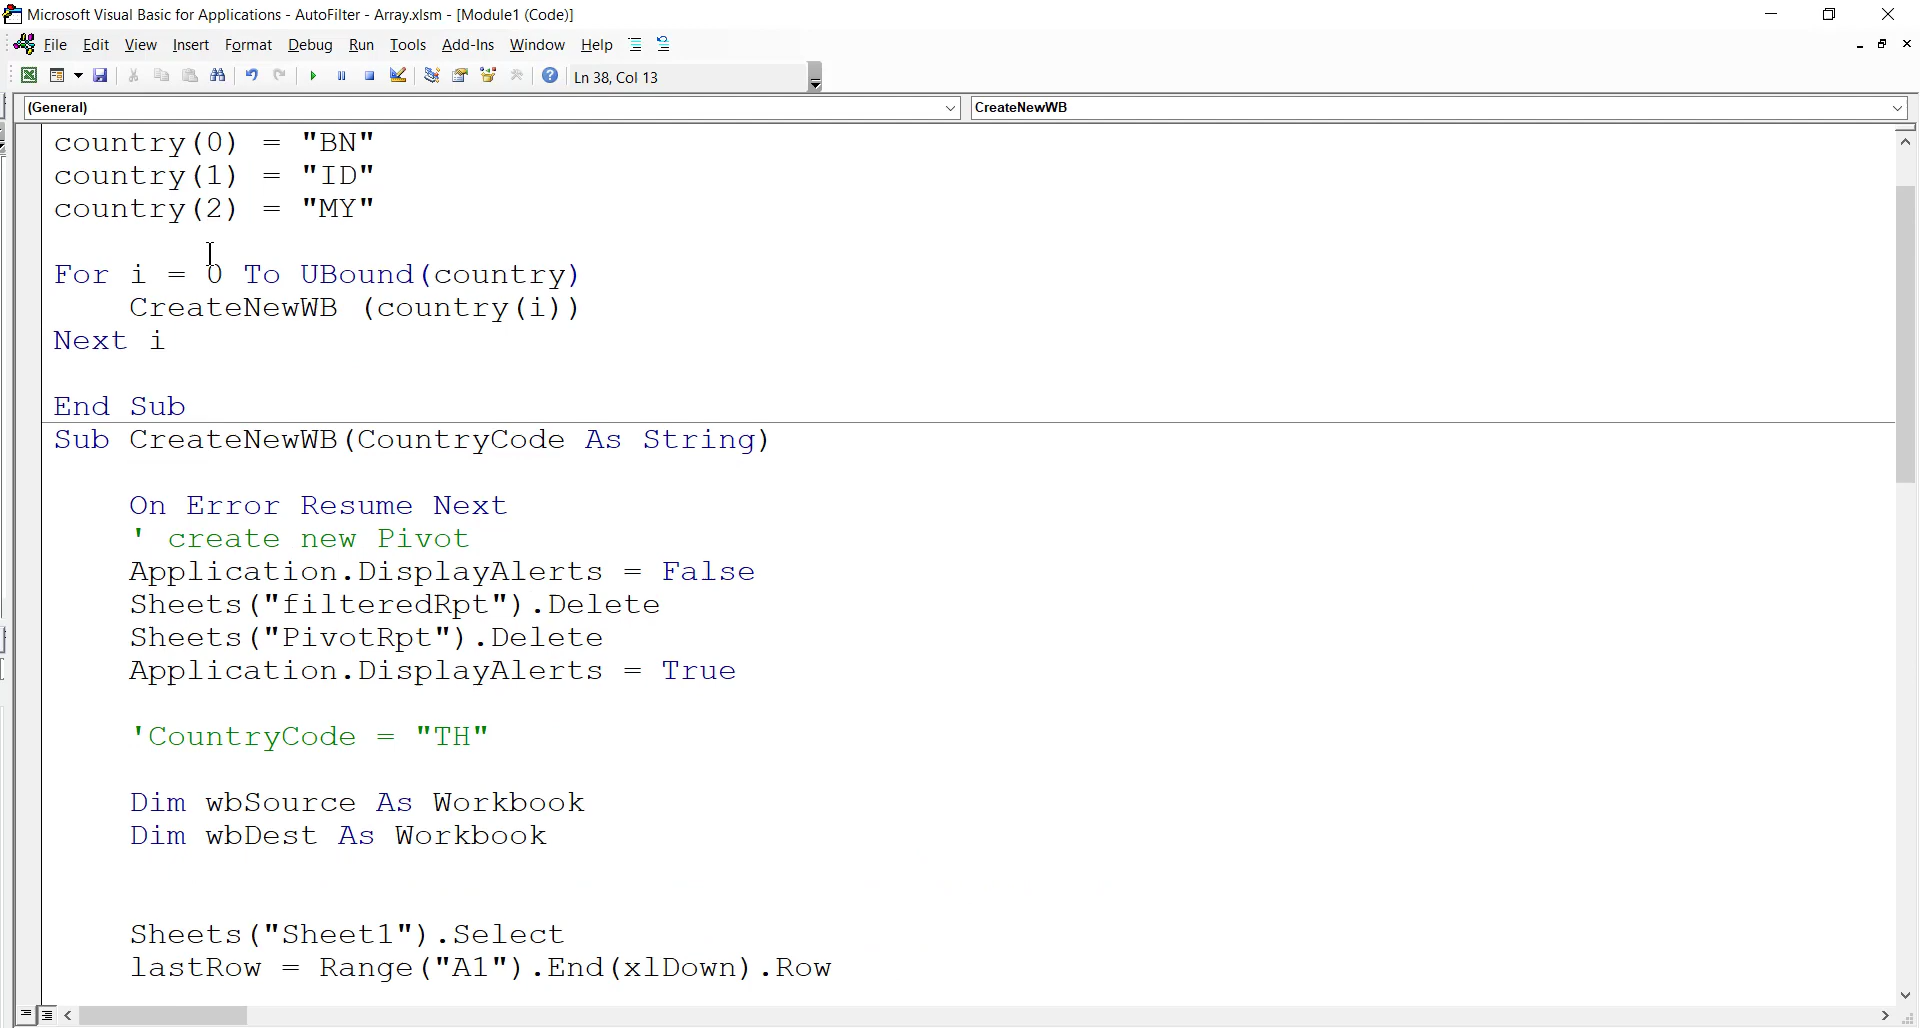 Microsoft Visual Basic for Applications - AutoFilter - Array.xlsm - [Module1 (Code)]
File Edit View Insert Format Debug Run Tools Add-Ins Window Help
Ln 38, Col 13
(General) CreateNewWB
country(0) = "BN"
country(1) = "ID"
country(2) = "MY"
For i = 0 To UBound(country)
CreateNewWB (country(i))
Next i
End Sub
Sub CreateNewWB(CountryCode As String)
On Error Resume Next
' create new Pivot
Application.DisplayAlerts = False
Sheets("filteredRpt").Delete
Sheets("PivotRpt").Delete
Application.DisplayAlerts = True
'CountryCode = "TH"
Dim wbSource As Workbook
Dim wbDest As Workbook
Sheets("Sheet1").Select
lastRow = Range("A1").End(xlDown).Row